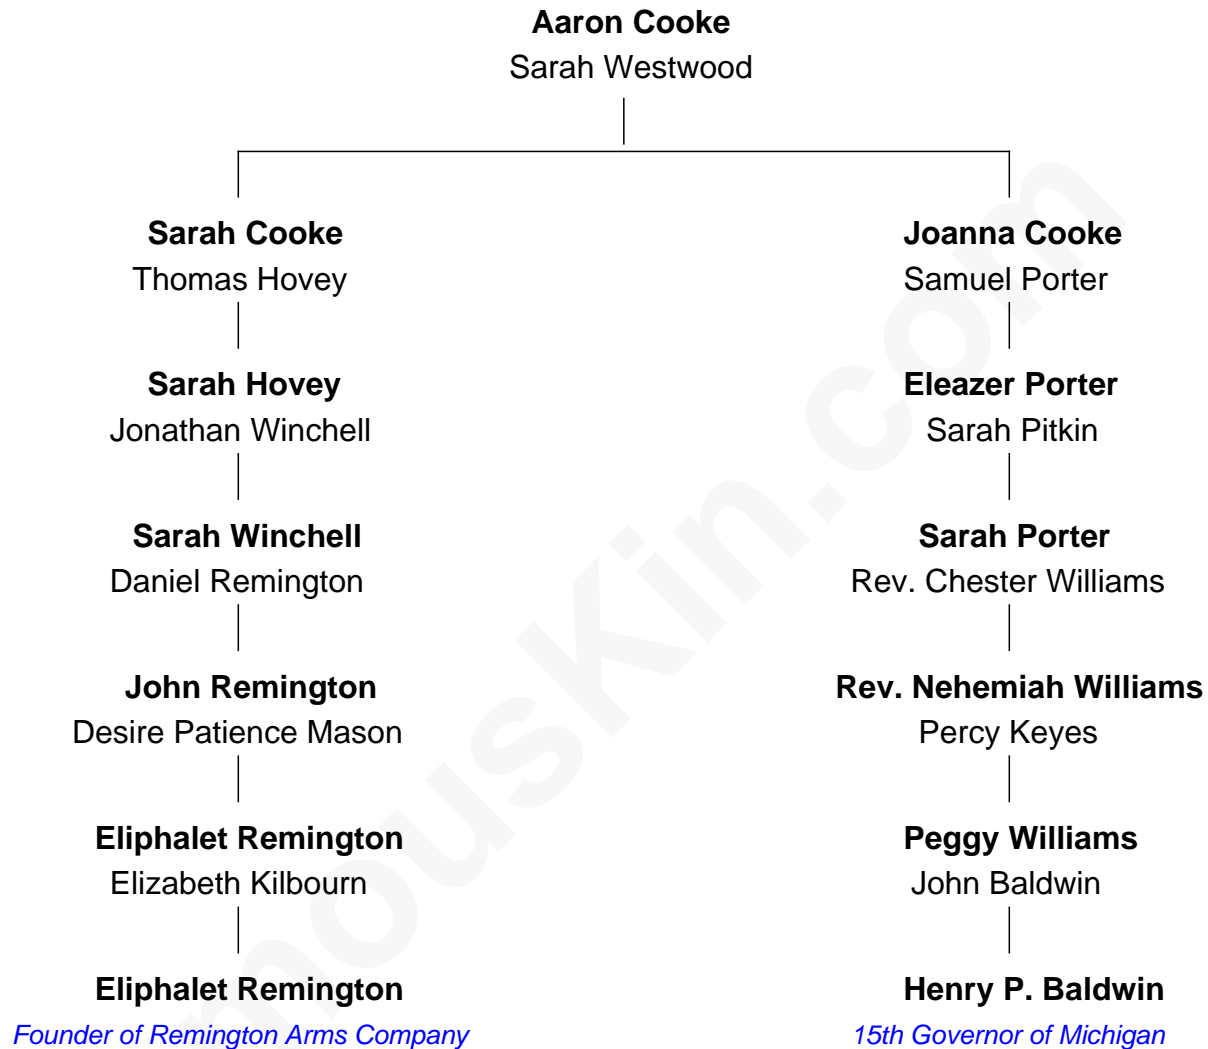 Aaron Cooke
Sarah Westwood
Sarah Cooke
Thomas Hovey
Joanna Cooke
Samuel Porter
Sarah Hovey
Jonathan Winchell
Eleazer Porter
Sarah Pitkin
Sarah Winchell
Daniel Remington
Sarah Porter
Rev. Chester Williams
John Remington
Desire Patience Mason
Rev. Nehemiah Williams
Percy Keyes
Eliphalet Remington
Elizabeth Kilbourn
Peggy Williams
John Baldwin
Eliphalet Remington
Founder of Remington Arms Company
Henry P. Baldwin
15th Governor of Michigan
mousKin.com